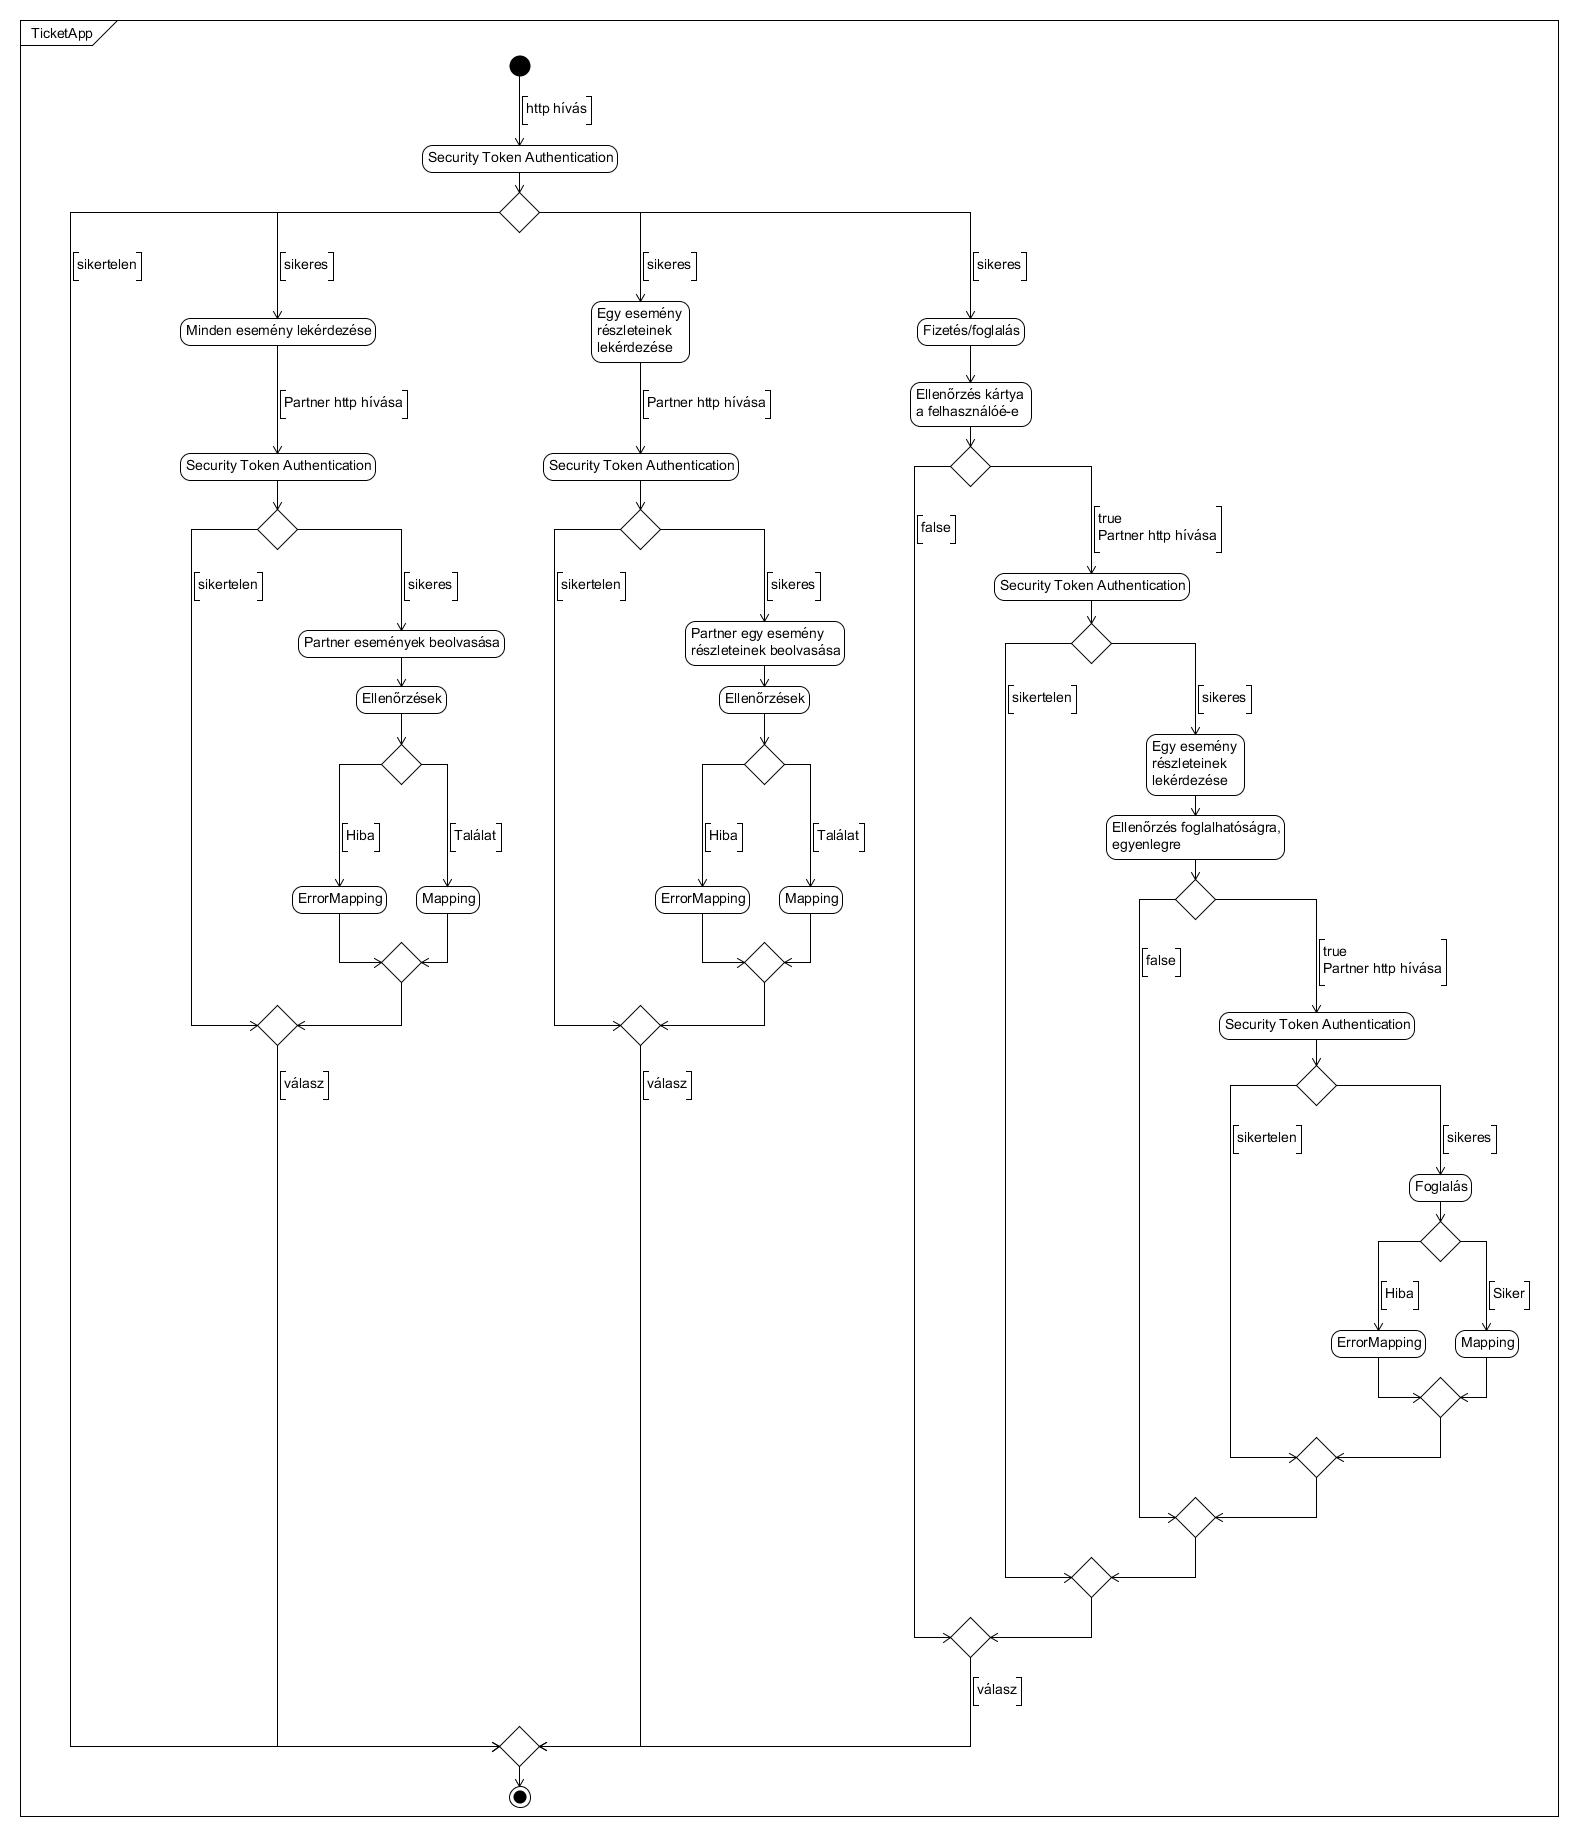 TicketApp
http hívás
Security Token Authentication
sikertelen
sikeres
sikeres
sikeres
Minden esemény lekérdezése
Egy esemény
részleteinek
lekérdezése
Fizetés/foglalás
Partner http hívása
Partner http hívása
Ellenőrzés kártya
a felhasználóé-e
Security Token Authentication
Security Token Authentication
false
true
Partner http hívása
sikertelen
sikeres
sikertelen
sikeres
Security Token Authentication
Partner események beolvasása
Partner egy esemény
részleteinek beolvasása
Ellenőrzések
Ellenőrzések
sikertelen
sikeres
Egy esemény
részleteinek
lekérdezése
Hiba
Találat
Hiba
Találat
Ellenőrzés foglalhatóságra,
egyenlegre
ErrorMapping
Mapping
ErrorMapping
Mapping
false
true
Partner http hívása
Security Token Authentication
válasz
válasz
sikertelen
sikeres
Foglalás
Hiba
Siker
ErrorMapping
Mapping
válasz